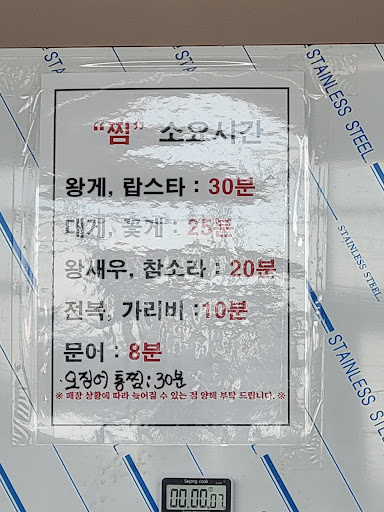 "찜" 소요시간
왕게, 랍스타 : 30분
대게, 꽃게 : 25분
왕새우, 참소라 : 20분
전복, 가리비 :10분
문어 : 8분
·오징어 통찜:30분
※ 매장 상황에 따라 늦어질 수 있는 점 양해 부탁 드립니다. ※
STAINLESS STEEL
STAINLESS STEEL
STAINLESS STEEL
STAINLESS STEEL
Sejong cook
00:00.07